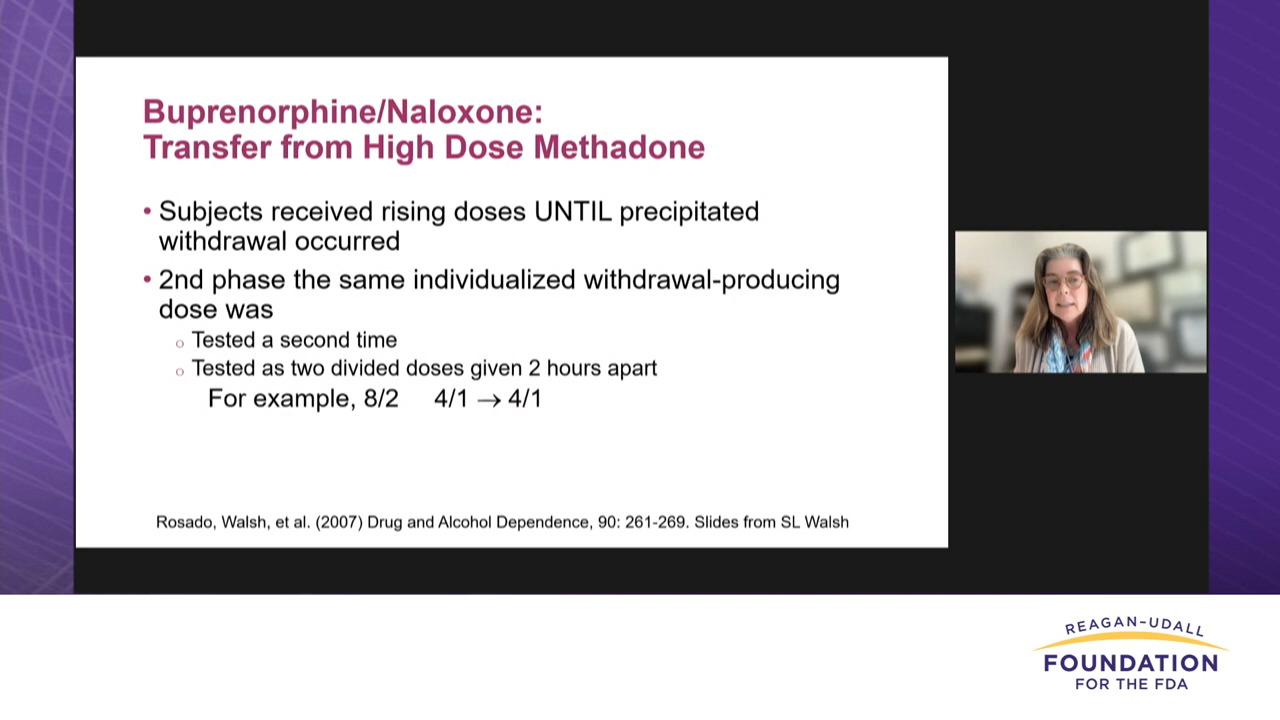 Buprenorphine/Naloxone:
Transfer from High Dose Methadone
• Subjects received rising doses UNTIL precipitated
withdrawal occurred
• 2nd phase the same individualized withdrawal-producing
dose was
○ Tested a second time
○ Tested as two divided doses given 2 hours apart
For example, 8/2 4/1 → 4/1
Rosado, Walsh, et al. (2007) Drug and Alcohol Dependence, 90: 261-269. Slides from SL Walsh
REAGAN-UDALL
FOUNDATION
FOR THE FDA